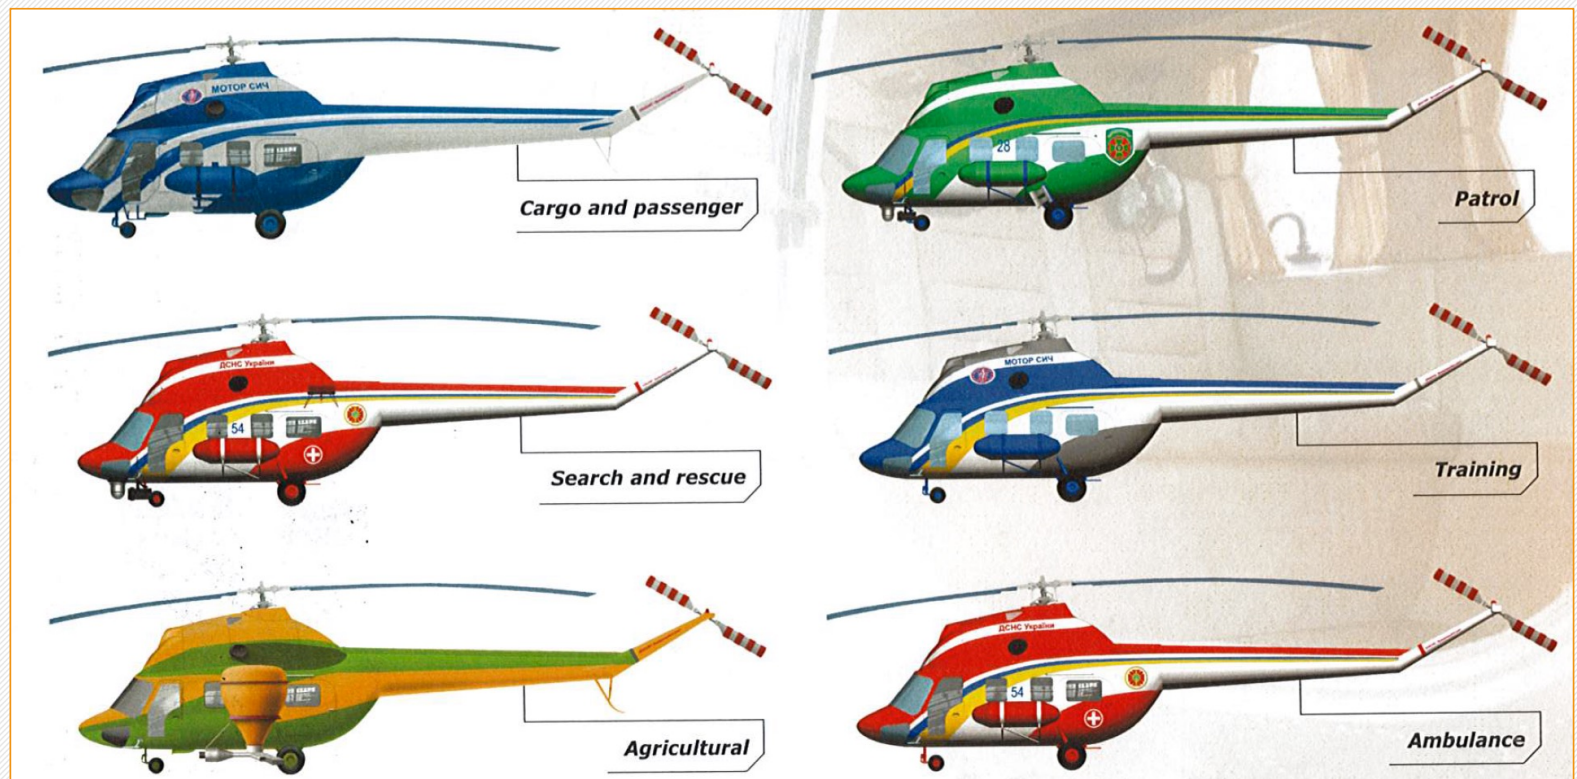 МОТОР СИЧ
Cargo and passenger
28
Patrol
ДСНС України
54
Search and rescue
МОТОР СИЧ
Training
Agricultural
ДСНС України
54
Ambulance